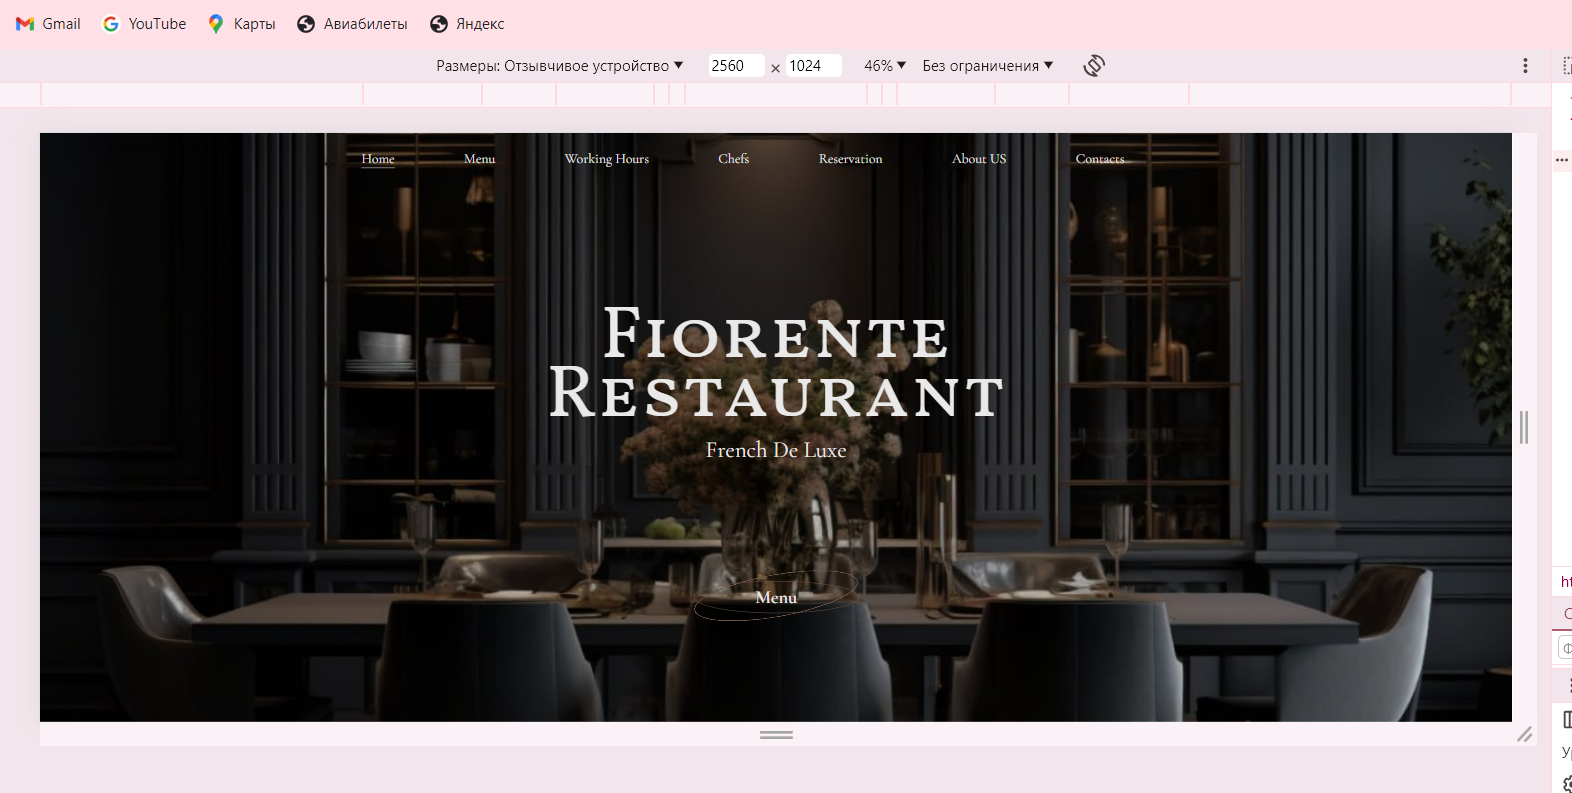 Gmail YouTube Карты Авиабилеты Яндекс
Размеры: Отзывчивое устройство 2560 × 1024 46% Без ограничения
Home Menu Working Hours Chefs Reservation About US Contacts
Fiorente
Restaurant
French De Luxe
Menu